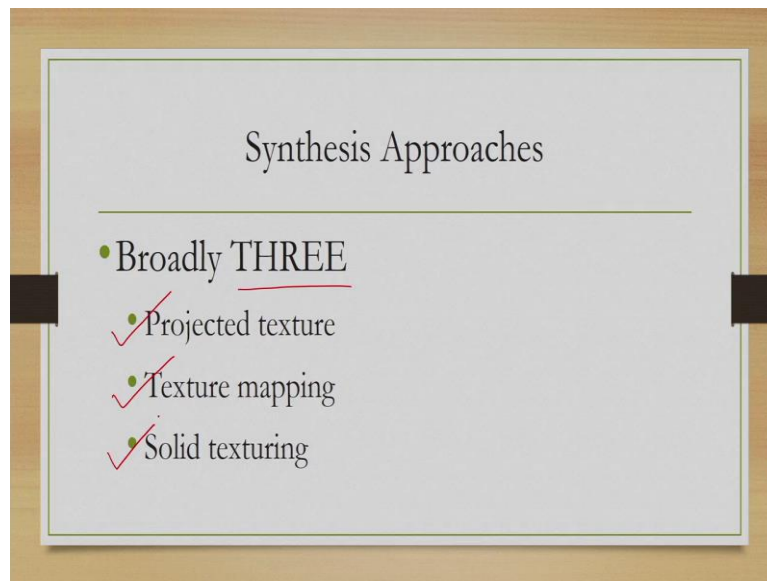 Synthesis Approaches
•Broadly THREE
•Projected texture
•Texture mapping
•Solid texturing